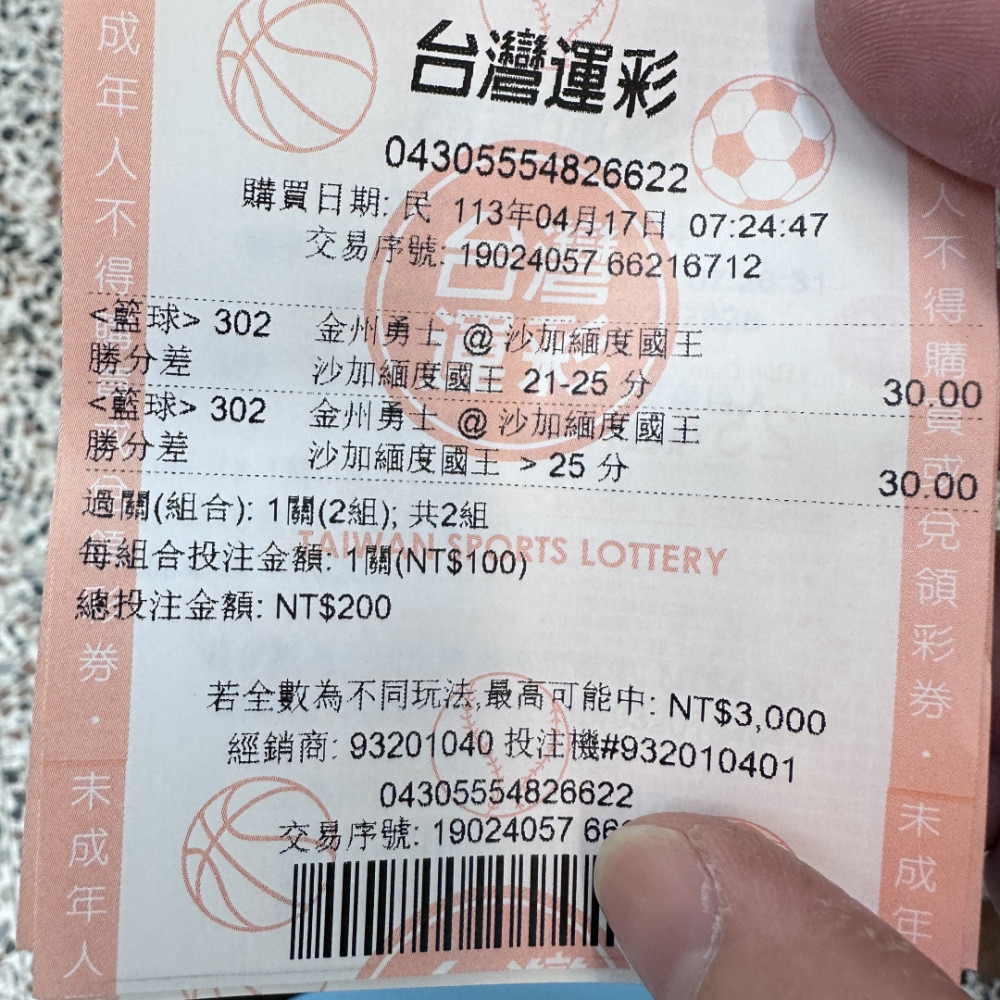 台灣運彩
04305554826622
購買日期: 民 113年04月17日 07:24:47
交易序號: 19024057 66216712
<籃球> 302 金州勇士 @ 沙加緬度國王
勝分差 沙加緬度國王 21-25 分 30.00
<籃球> 302 金州勇士 @ 沙加緬度國王
勝分差 沙加緬度國王 > 25 分 30.00
過關(組合): 1關(2組); 共2組
TAIWAN SPORTS LOTTERY
每組合投注金額: 1關(NT$100)
總投注金額: NT$200
若全數為不同玩法,最高可能中: NT$3,000
經銷商: 93201040 投注機#932010401
04305554826622
交易序號: 19024057 66
成年人不得購買或兌領彩券・未成年人
人不得購買或兌領彩券・未成年
台灣運彩
台灣